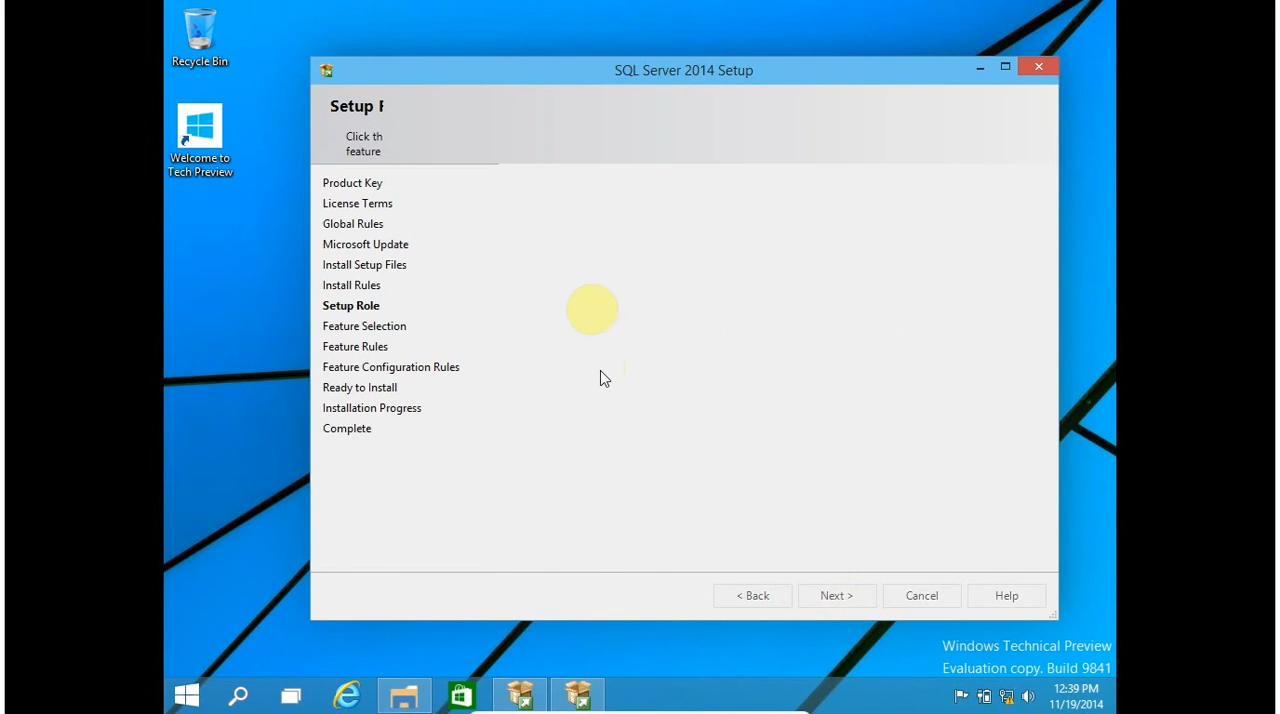 Recycle Bin
Welcome to
Tech Preview
SQL Server 2014 Setup
Setup
Click th
feature
Product Key
License Terms
Global Rules
Microsoft Update
Install Setup Files
Install Rules
Setup Role
Feature Selection
Feature Rules
Feature Configuration Rules
Ready to Install
Installation Progress
Complete
< Back
Next >
Cancel
Help
Windows Technical Preview
Evaluation copy. Build 9841
12:39 PM
11/19/2014